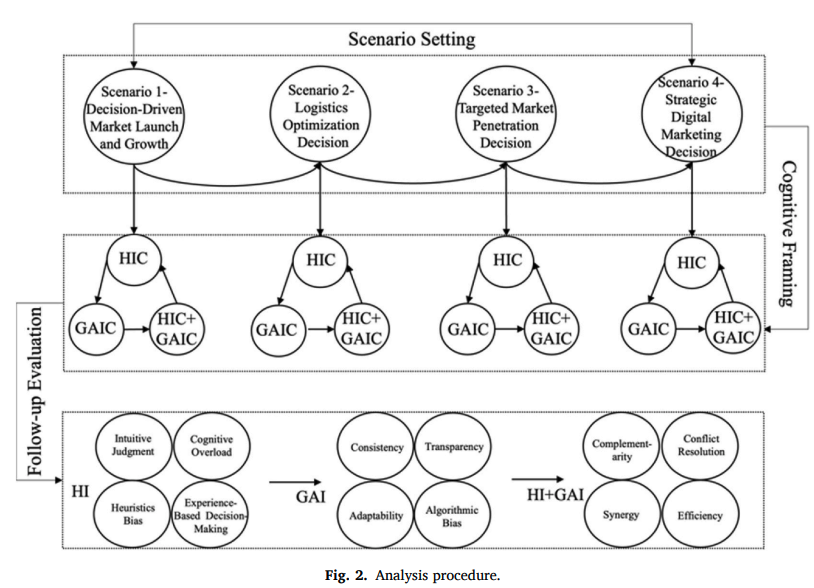 Scenario Setting
Scenario 1-
Decision-Driven
Market Launch
and Growth
Scenario 2-
Logistics
Optimization
Decision
Scenario 3-
Targeted Market
Penetration
Decision
Scenario 4-
Strategic
Digital
Marketing
Decision
Cognitive Framing
HIC
GAIC
HIC+
GAIC
HIC
GAIC
HIC+
GAIC
HIC
GAIC
HIC+
GAIC
HIC
GAIC
HIC+
GAIC
Follow-up Evaluation
HI
Intuitive
Judgment
Cognitive
Overload
Heuristics
Bias
Experience-
Based Decision-
Making
GAI
Consistency
Transparency
Adaptability
Algorithmic
Bias
HI+GAI
Complement-
arity
Conflict
Resolution
Synergy
Efficiency
Fig. 2. Analysis procedure.